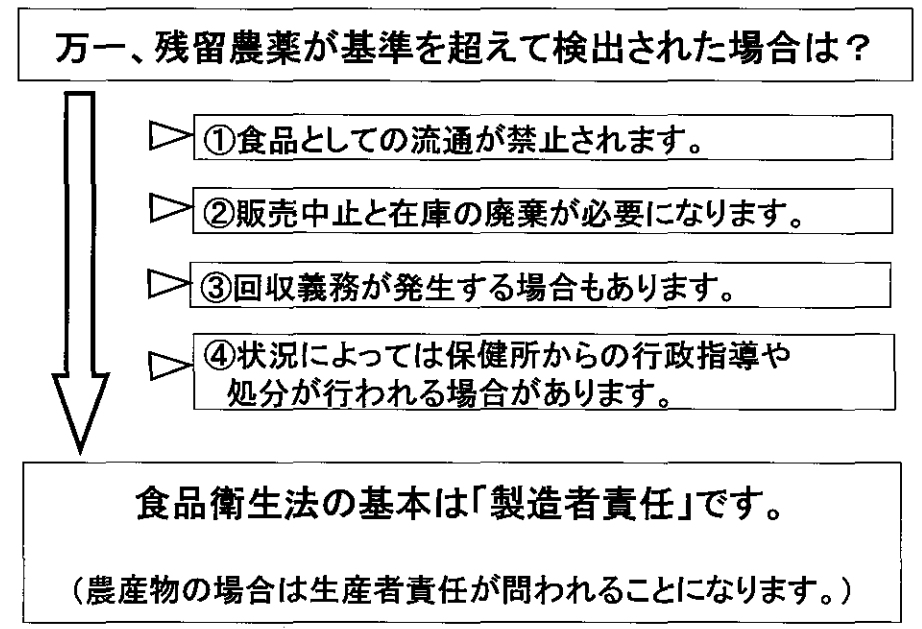 万一、残留農薬が基準を超えて検出された場合は？
①食品としての流通が禁止されます。
②販売中止と在庫の廃棄が必要になります。
③回収義務が発生する場合もあります。
④状況によっては保健所からの行政指導や
処分が行われる場合があります。
食品衛生法の基本は「製造者責任」です。
（農産物の場合は生産者責任が問われることになります。）